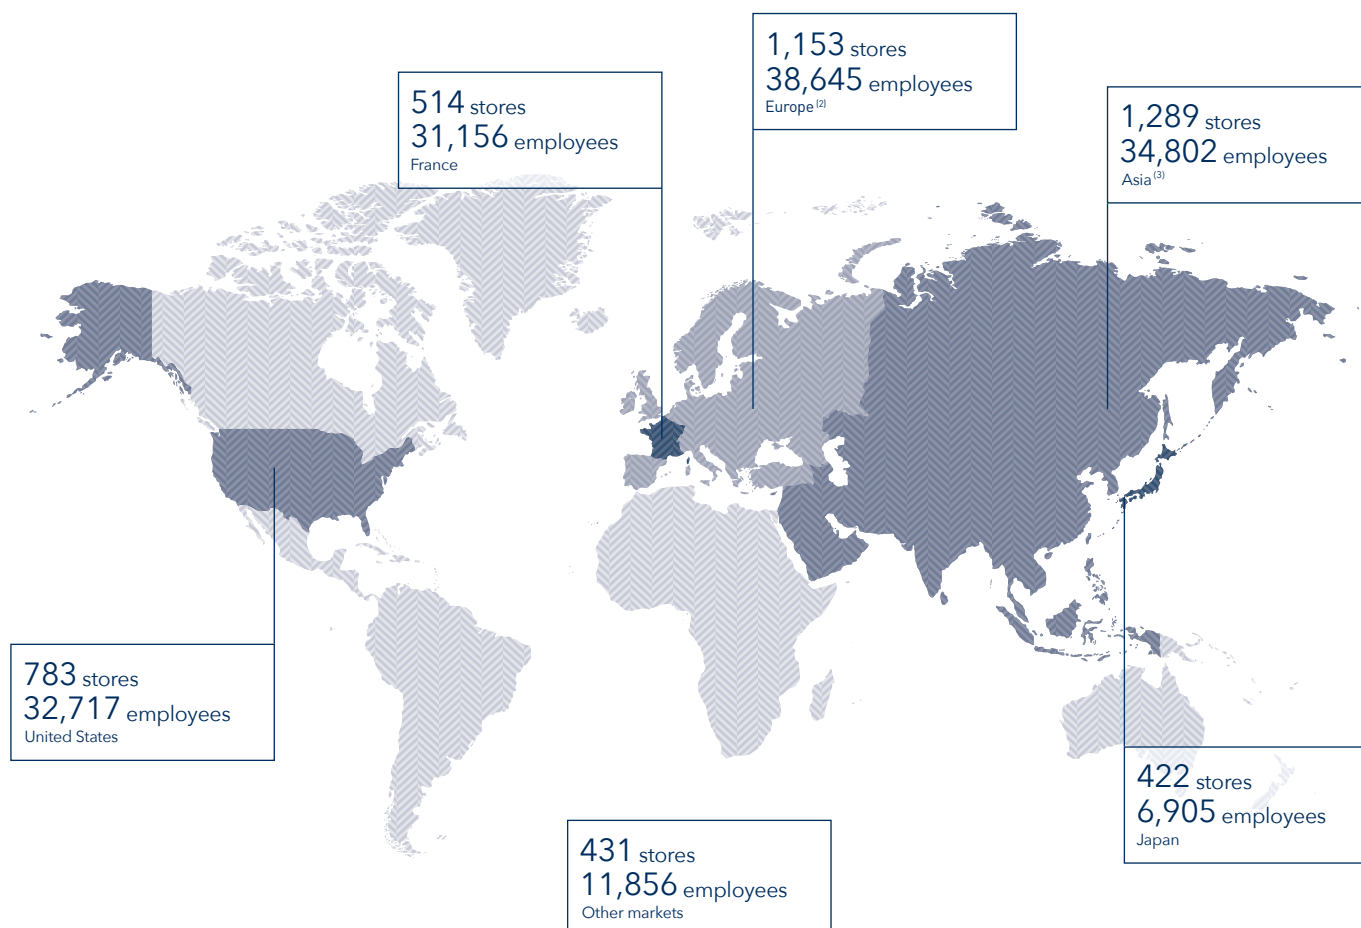 1,153 stores
38,645 employees
Europe (2)
514 stores
31,156 employees
France
1,289 stores
34,802 employees
Asia (3)
783 stores
32,717 employees
United States
422 stores
6,905 employees
Japan
431 stores
11,856 employees
Other markets